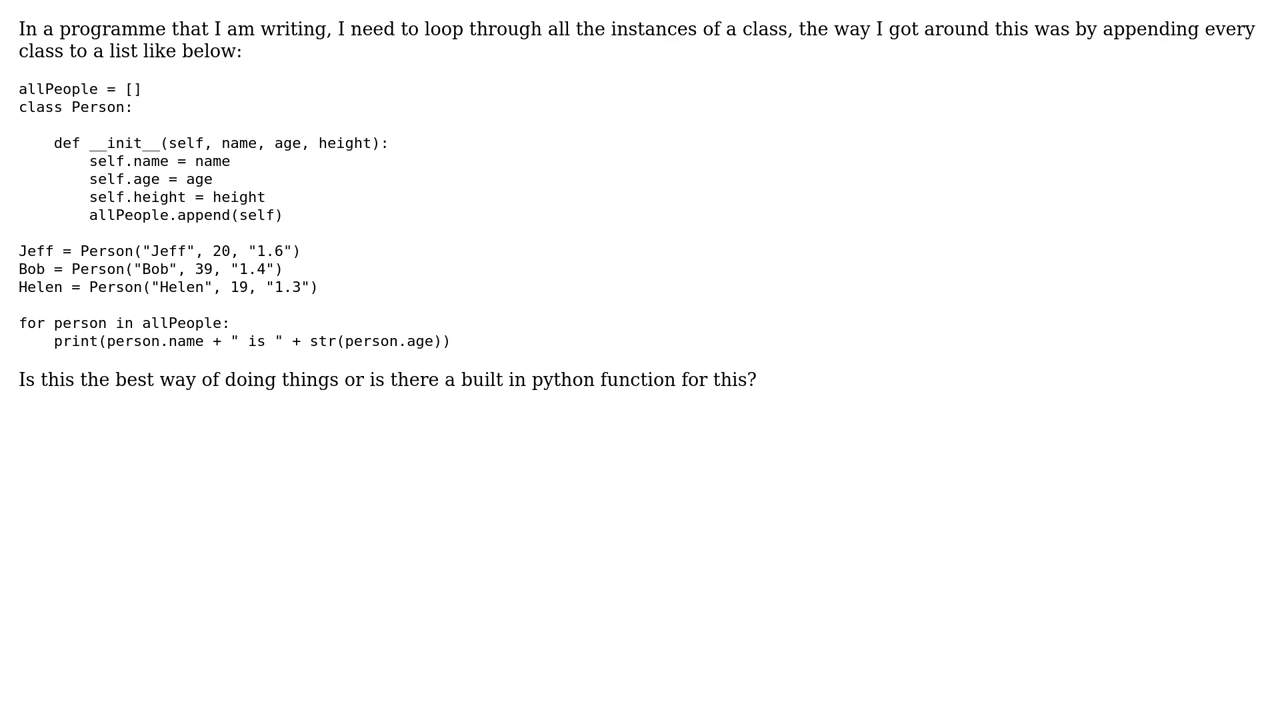 In a programme that I am writing, I need to loop through all the instances of a class, the way I got around this was by appending every
class to a list like below:
allPeople = []
class Person:
    def __init__(self, name, age, height):
        self.name = name
        self.age = age
        self.height = height
        allPeople.append(self)
Jeff = Person("Jeff", 20, "1.6")
Bob = Person("Bob", 39, "1.4")
Helen = Person("Helen", 19, "1.3")
for person in allPeople:
    print(person.name + " is " + str(person.age))
Is this the best way of doing things or is there a built in python function for this?